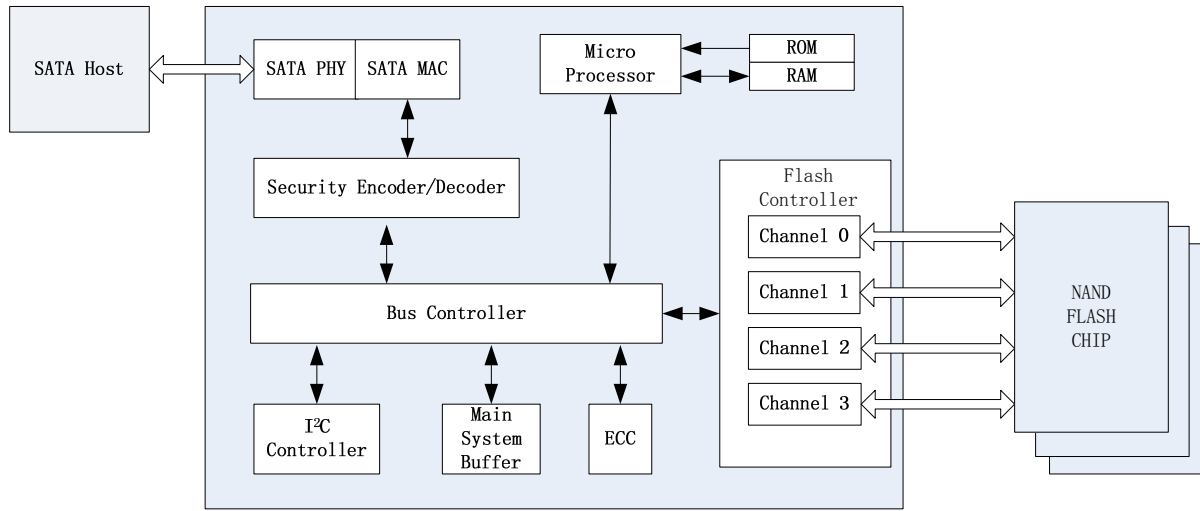 SATA Host
SATA PHY
SATA MAC
Micro
Processor
ROM
RAM
Security Encoder/Decoder
Flash
Controller
Channel 0
Channel 1
Channel 2
Channel 3
NAND
FLASH
CHIP
Bus Controller
I²C
Controller
Main
System
Buffer
ECC